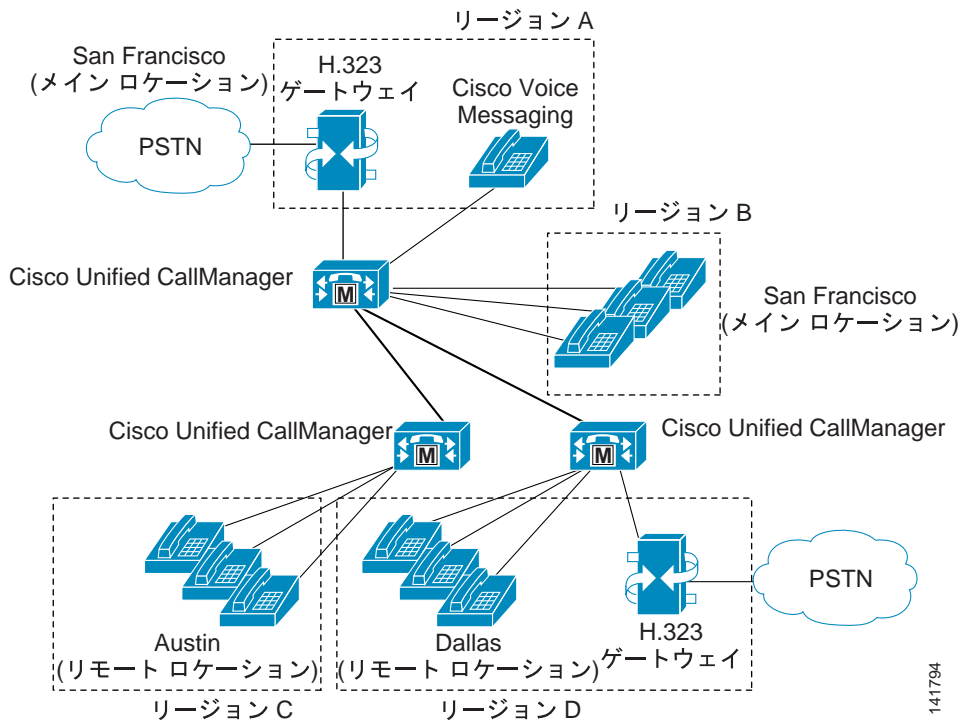 リージョン A
San Francisco
(メイン ロケーション)
H.323
ゲートウェイ
Cisco Voice
Messaging
PSTN
リージョン B
Cisco Unified CallManager
M
San Francisco
(メイン ロケーション)
Cisco Unified CallManager
M
M
Cisco Unified CallManager
PSTN
Austin
(リモート ロケーション)
Dallas
(リモート ロケーション)
H.323
ゲートウェイ
リージョン C
リージョン D
141794